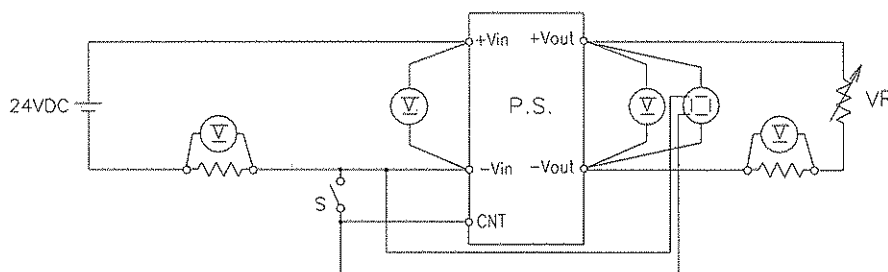 +Vin
+Vout
24VDC
V
V
P.S.
V
V
VR
-Vin
-Vout
S
CNT